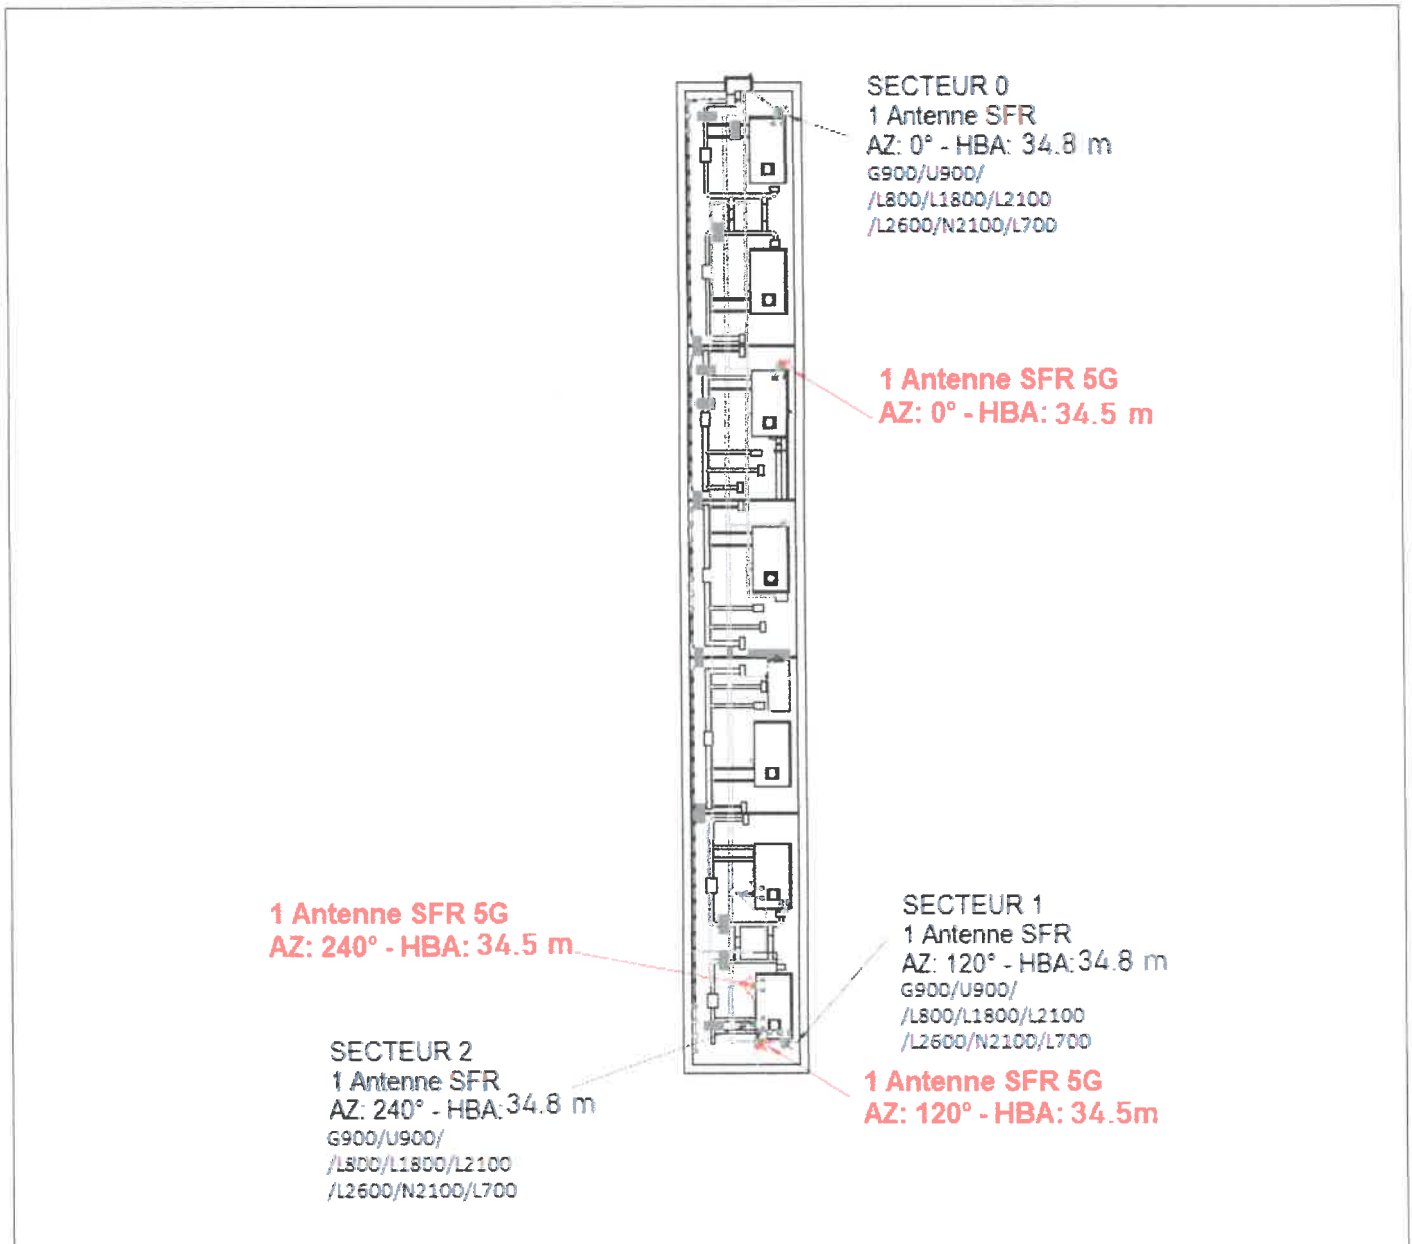 SECTEUR 0
1 Antenne SFR
AZ: 0° - HBA: 34.8 m
G900/U900/
/L800/L1800/L2100
/L2600/N2100/L700
1 Antenne SFR 5G
AZ: 0° - HBA: 34.5 m
1 Antenne SFR 5G
AZ: 240° - HBA: 34.5 m
SECTEUR 1
1 Antenne SFR
AZ: 120° - HBA: 34.8 m
G900/U900/
/L800/L1800/L2100
/L2600/N2100/L700
SECTEUR 2
1 Antenne SFR
AZ: 240° - HBA: 34.8 m
G900/U900/
/L800/L1800/L2100
/L2600/N2100/L700
1 Antenne SFR 5G
AZ: 120° - HBA: 34.5m